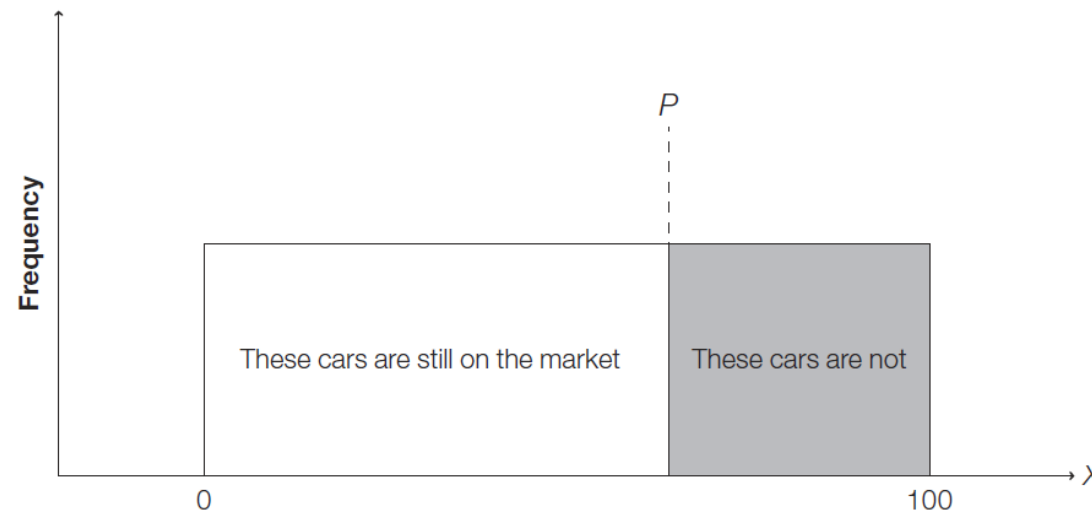 P
Frequency
These cars are still on the market
These cars are not
X
0
100